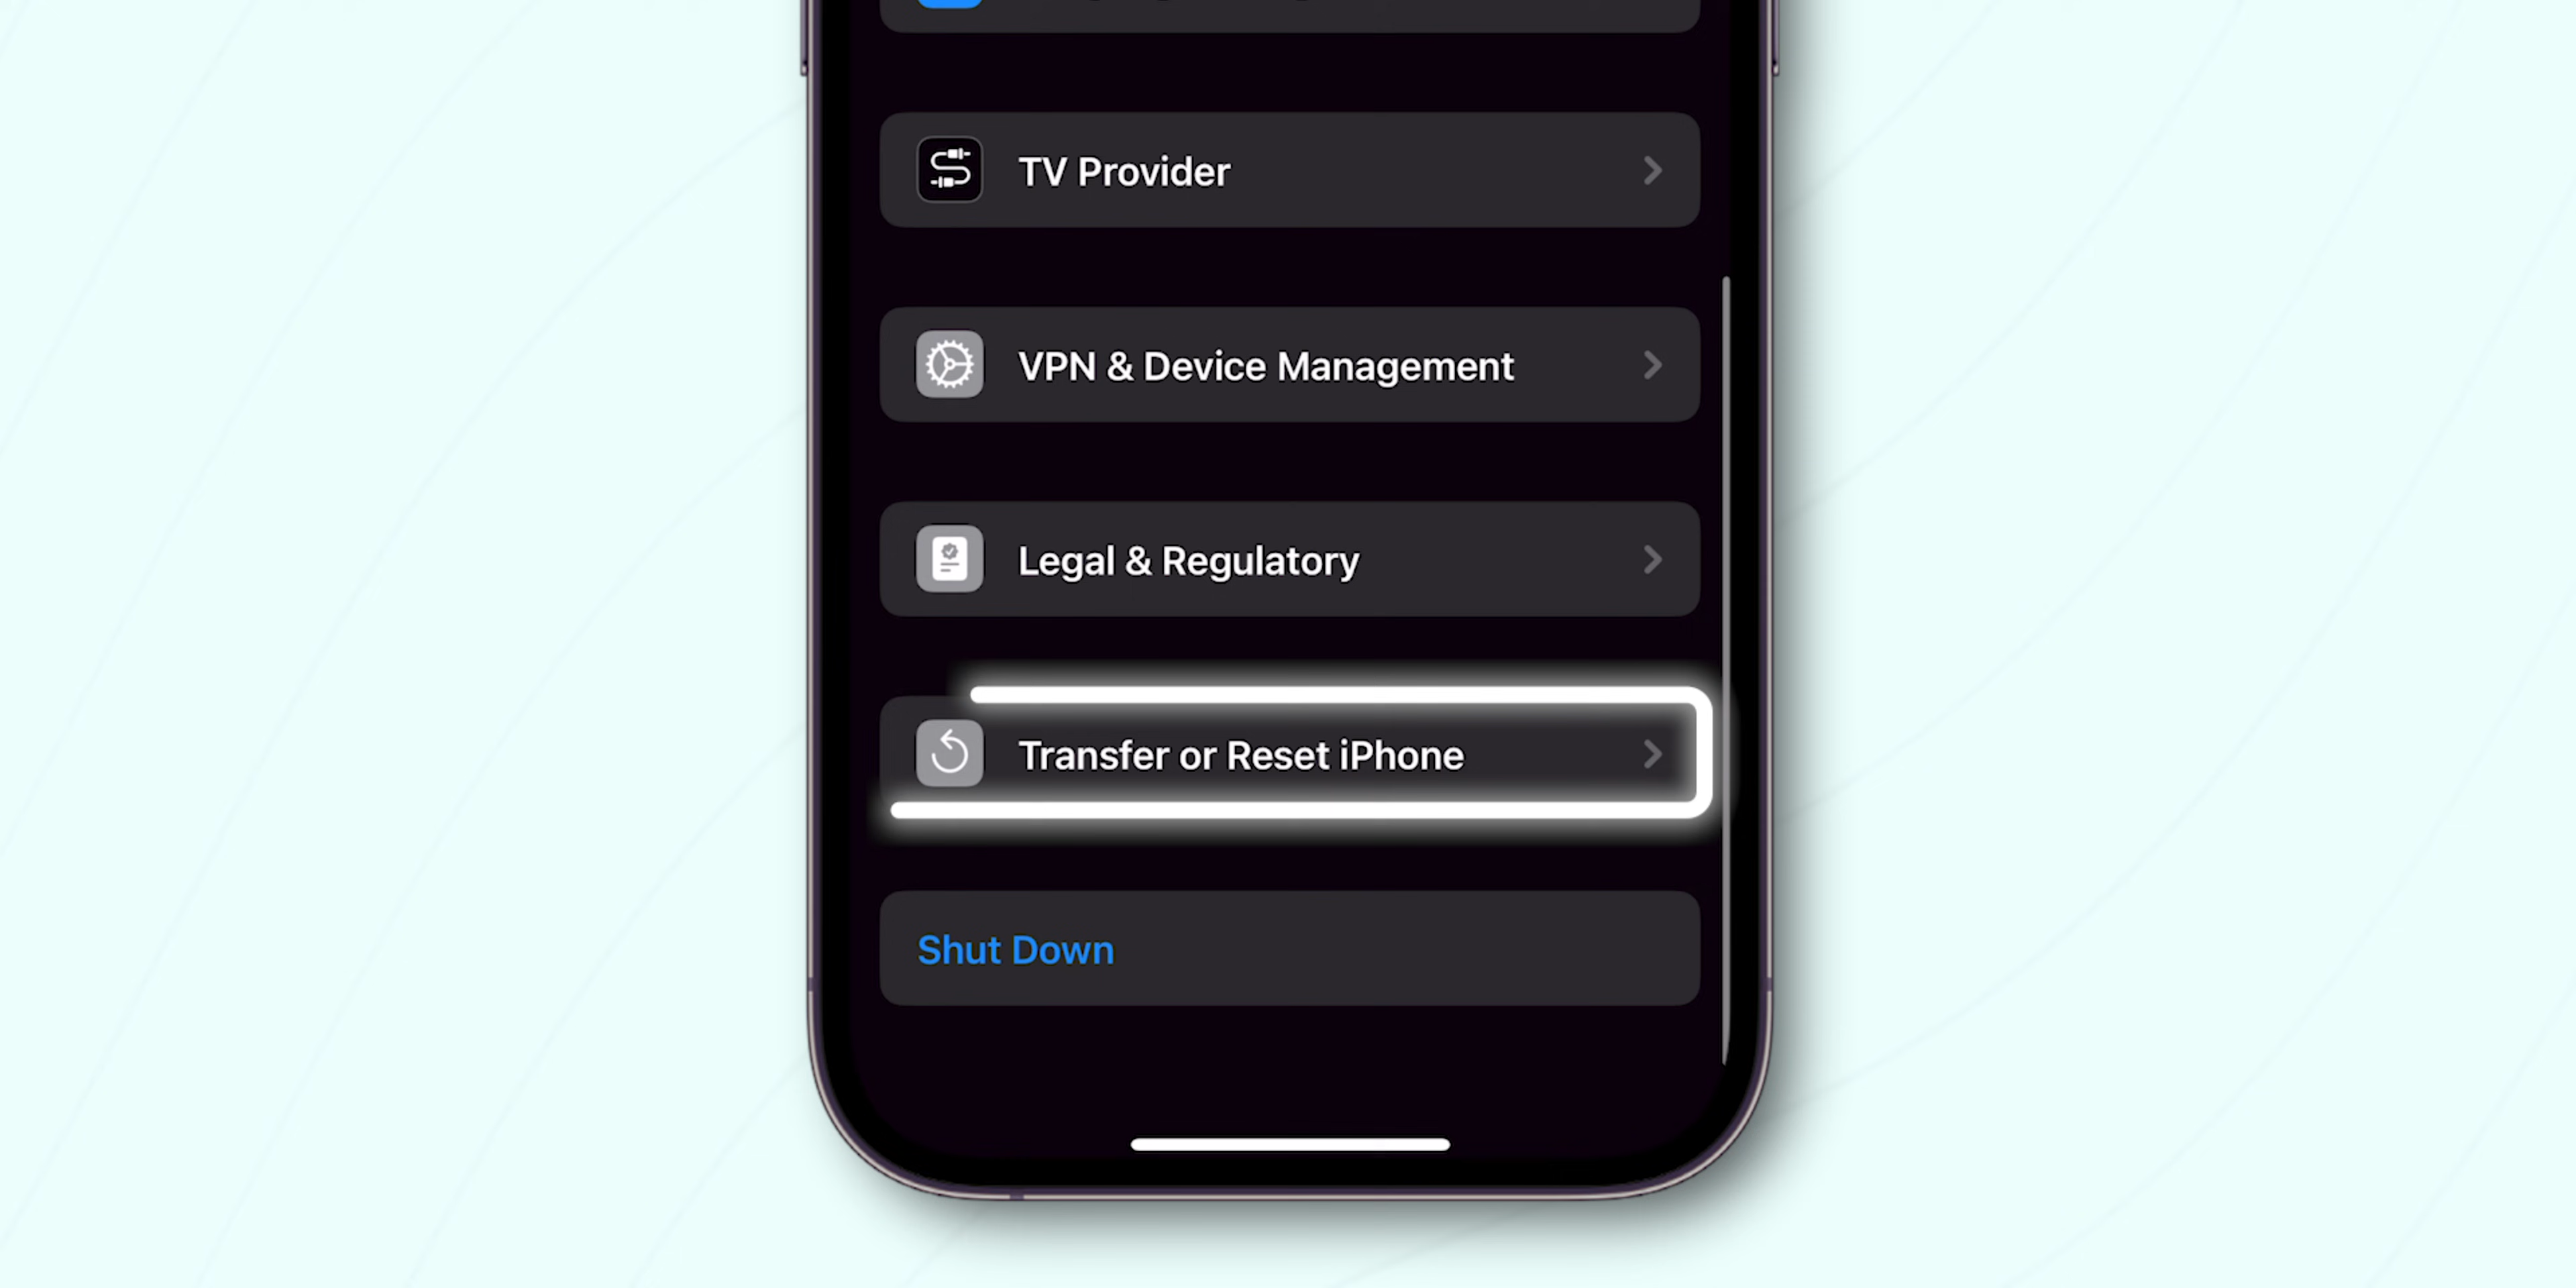 TV Provider
VPN & Device Management
Legal & Regulatory
Transfer or Reset iPhone
Shut Down